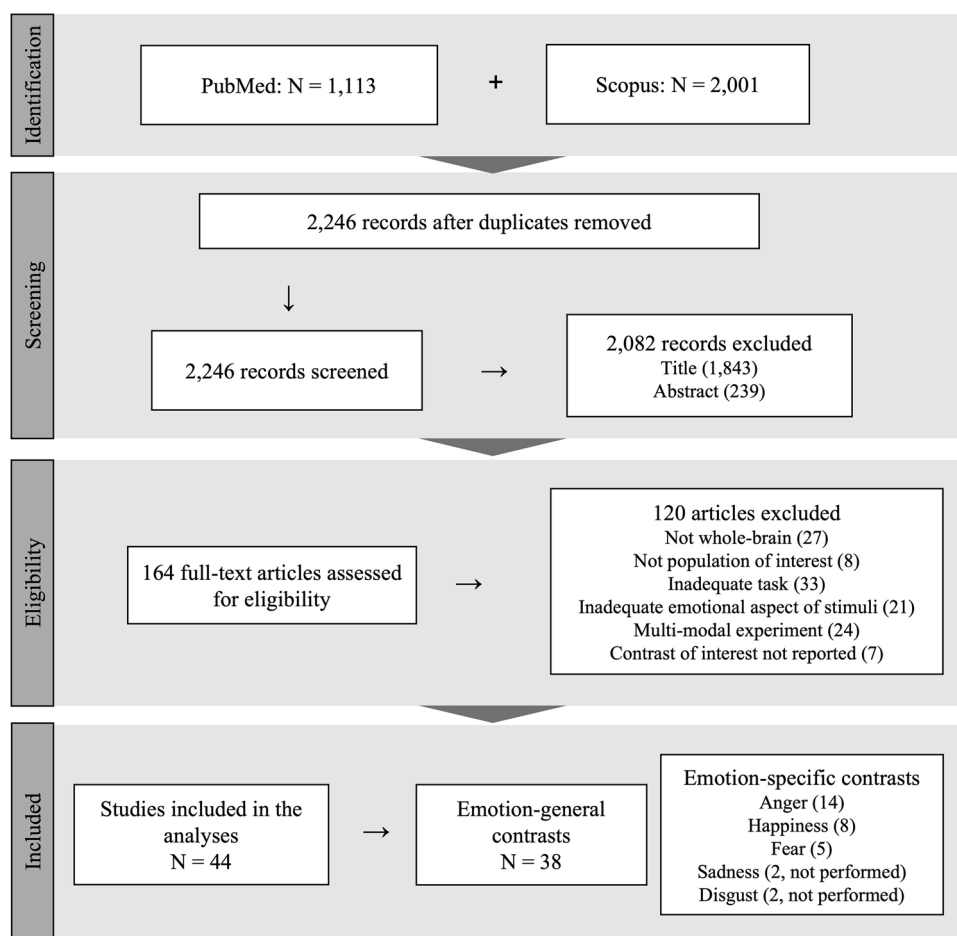 Identification
PubMed: N = 1,113
+
Scopus: N = 2,001
Screening
2,246 records after duplicates removed
↓
2,246 records screened
→
2,082 records excluded
Title (1,843)
Abstract (239)
Eligibility
164 full-text articles assessed
for eligibility
→
120 articles excluded
Not whole-brain (27)
Not population of interest (8)
Inadequate task (33)
Inadequate emotional aspect of stimuli (21)
Multi-modal experiment (24)
Contrast of interest not reported (7)
Included
Studies included in the
analyses
N = 44
→
Emotion-general
contrasts
N = 38
Emotion-specific contrasts
Anger (14)
Happiness (8)
Fear (5)
Sadness (2, not performed)
Disgust (2, not performed)